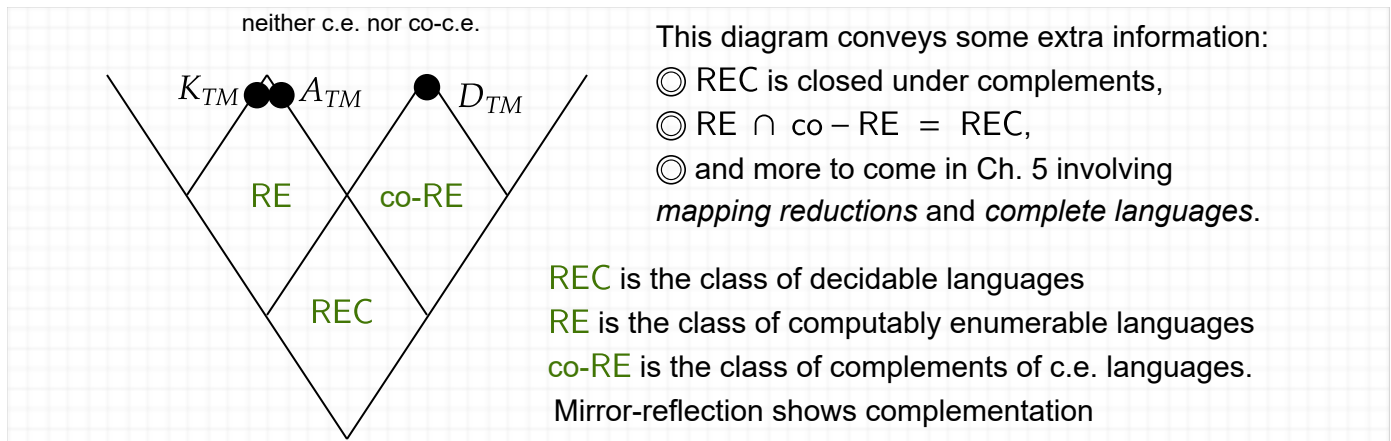 neither c.e. nor co-c.e.
K_TM A_TM D_TM
RE co-RE
REC
This diagram conveys some extra information:
◎ REC is closed under complements,
◎ RE ∩ co – RE = REC,
◎ and more to come in Ch. 5 involving
mapping reductions and complete languages.
REC is the class of decidable languages
RE is the class of computably enumerable languages
co-RE is the class of complements of c.e. languages.
Mirror-reflection shows complementation